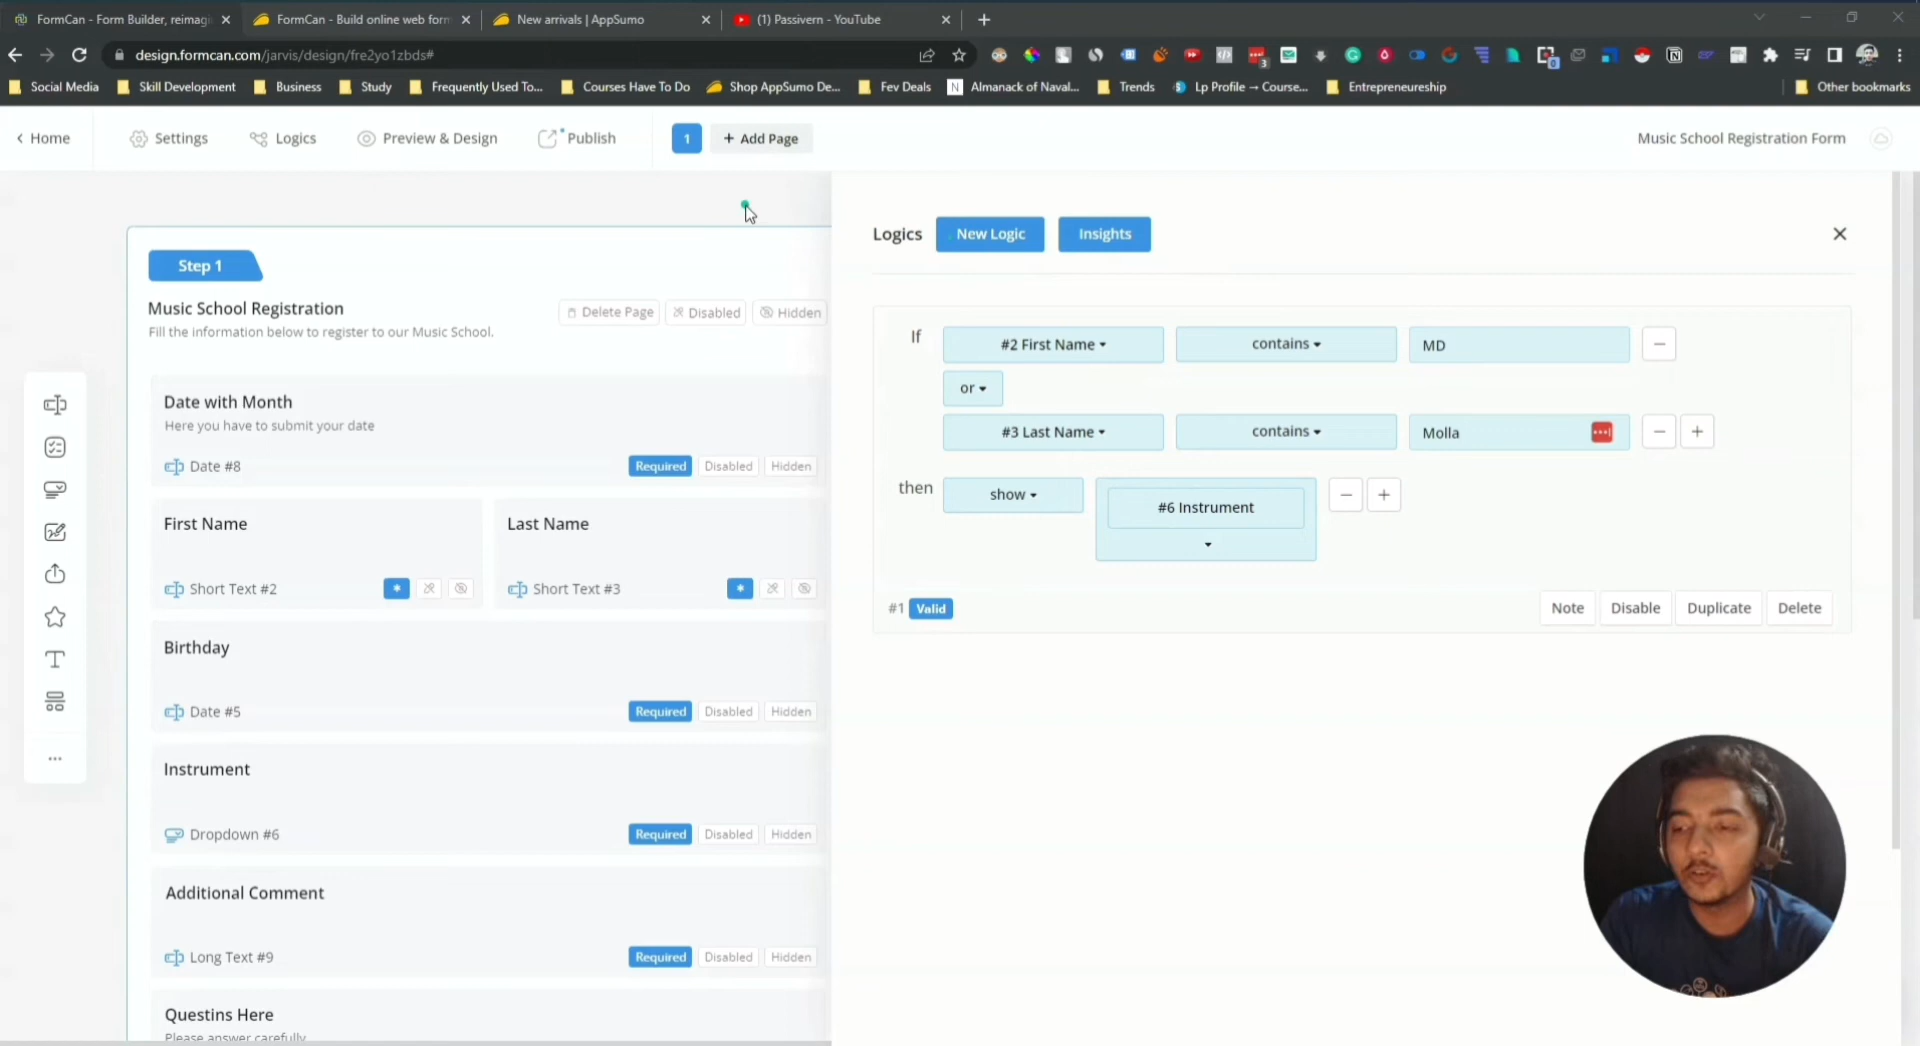 FormCan - Form Builder, reimagi
FormCan - Build online web form
New arrivals | AppSumo
(1) Passivern - YouTube
design.formcan.com/jarvis/design/fre2yo1zbds#
Social Media
Skill Development
Business
Study
Frequently Used To...
Courses Have To Do
Shop AppSumo De...
Fev Deals
Almanack of Naval...
Trends
Lp Profile → Course...
Entrepreneureship
Other bookmarks
Home
Settings
Logics
Preview & Design
Publish
1
+ Add Page
Music School Registration Form
Step 1
Music School Registration
Fill the information below to register to our Music School.
Delete Page
Disabled
Hidden
Date with Month
Here you have to submit your date
Date #8
Required
Disabled
Hidden
First Name
Last Name
Short Text #2
*
Short Text #3
*
Birthday
Date #5
Required
Disabled
Hidden
Instrument
Dropdown #6
Required
Disabled
Hidden
Additional Comment
Long Text #9
Required
Disabled
Hidden
Questins Here
Please answer carefully
Logics
New Logic
Insights
If
#2 First Name
contains
MD
or
#3 Last Name
contains
Molla
then
show
#6 Instrument
#1
Valid
Note
Disable
Duplicate
Delete